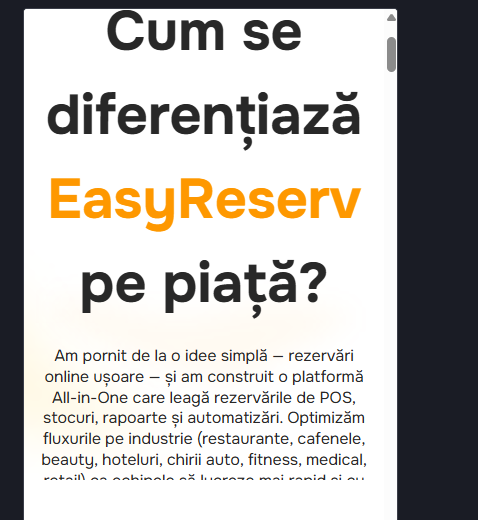 Cum se
diferențiază
EasyReserv
pe piață?
Am pornit de la o idee simplă — rezervări
online ușoare — și am construit o platformă
All-in-One care leagă rezervările de POS,
stocuri, rapoarte și automatizări. Optimizăm
fluxurile pe industrie (restaurante, cafenele,
beauty, hoteluri, chirii auto, fitness, medical,
retail) ca echipele să lucreze mai rapid și cu